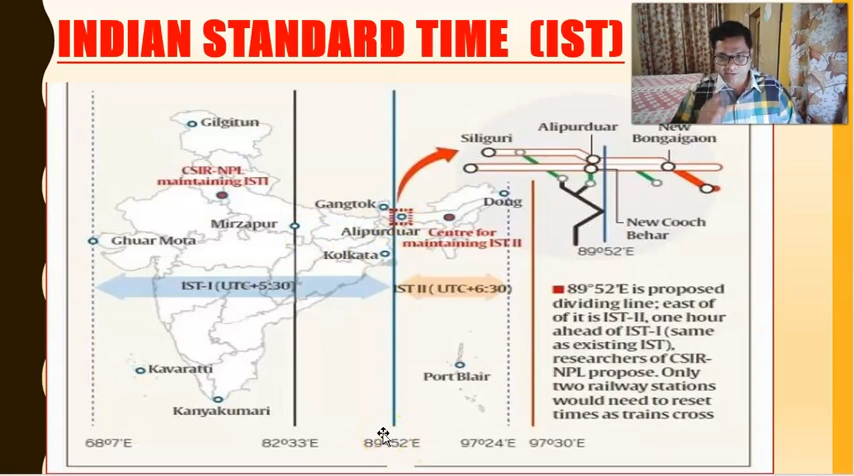 INDIAN STANDARD TIME (IST)
Gilgitun
CSIR-NPL
maintaining ISTI
Mirzapur
Ghuar Mota
Gangtok
Alipurduar
Kolkata
Dong
Centre for
maintaining IST II
IST-I (UTC+5:30)
IST II ( UTC+6:30)
Kavaratti
Kanyakumari
Port Blair
Siliguri
Alipurduar
New
Bongaigaon
New Cooch
Behar
89°52'E
89°52'E is proposed
dividing line; east of
of it is IST-II, one hour
ahead of IST-I (same
as existing IST),
researchers of CSIR-
NPL propose. Only
two railway stations
would need to reset
times as trains cross
68°7'E
82°33'E
89°52'E
97°24'E
97°30'E